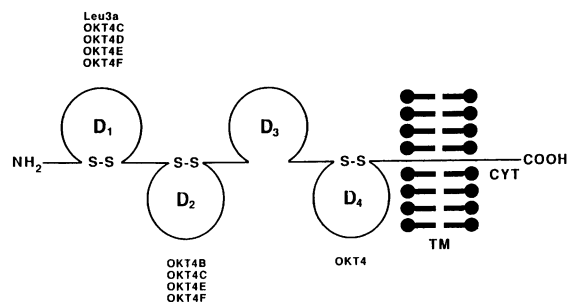 Leu3a
OKT4C
OKT4D
OKT4E
OKT4F
D1
D3
NH2
S-S
S-S
S-S
COOH
CYT
D2
D4
TM
OKT4B
OKT4C
OKT4E
OKT4F
OKT4